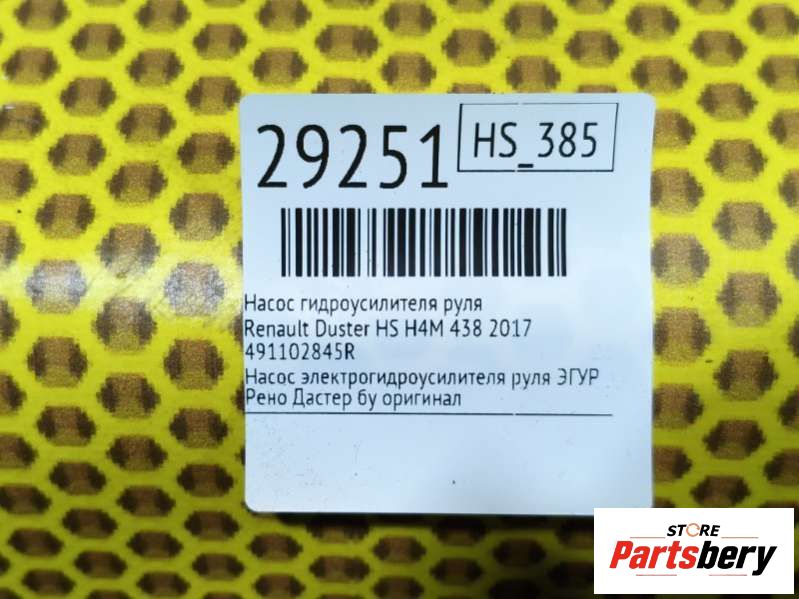 29251
HS_385
Насос гидроусилителя руля
Renault Duster HS H4M 438 2017
491102845R
Насос электрогидроусилителя руля ЭГУР
Рено Дастер бу оригинал
STORE
Partsbery